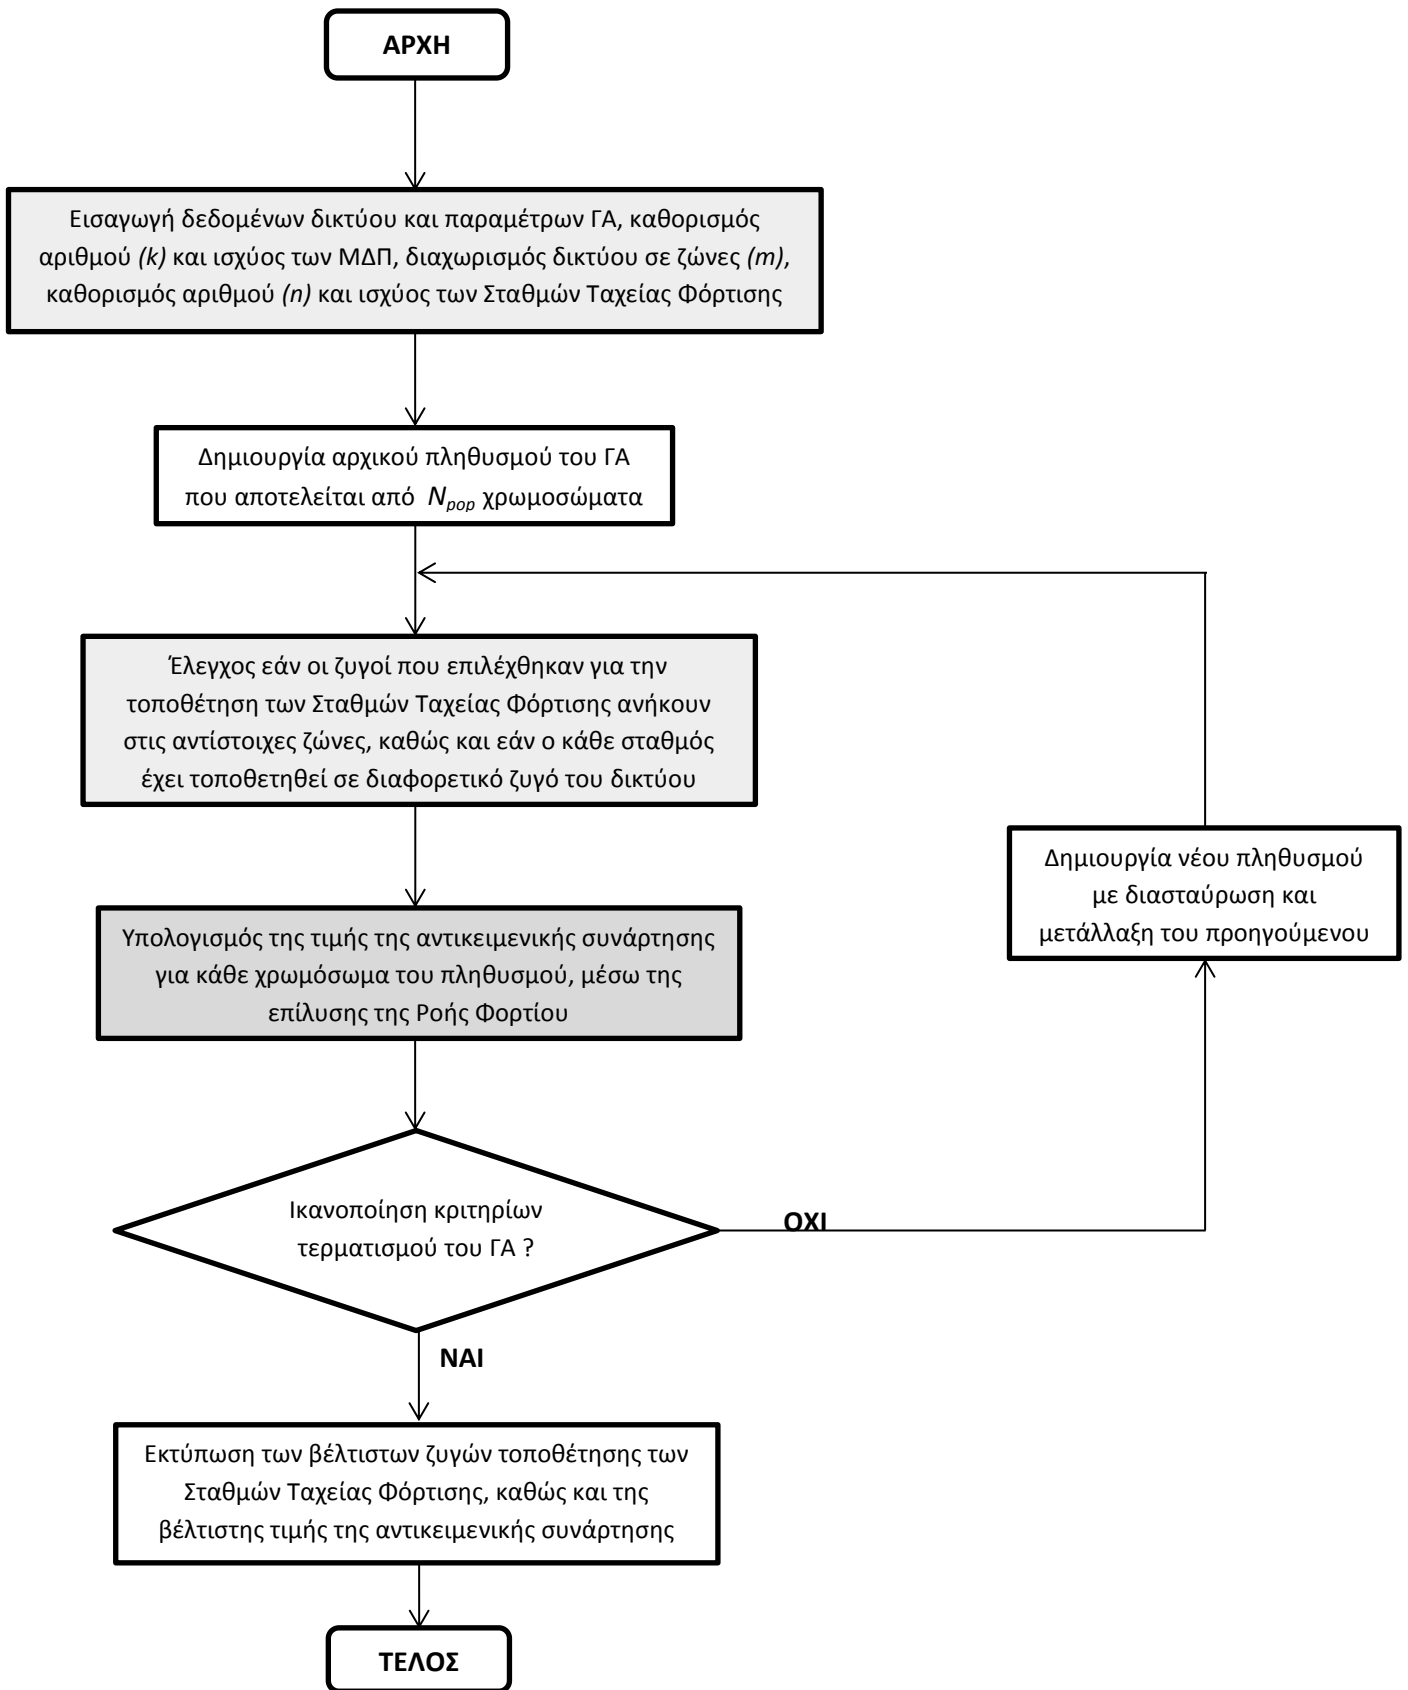 ΑΡΧΗ
Εισαγωγή δεδομένων δικτύου και παραμέτρων ΓΑ, καθορισμός
αριθμού (k) και ισχύος των ΜΔΠ, διαχωρισμός δικτύου σε ζώνες (m),
καθορισμός αριθμού (n) και ισχύος των Σταθμών Ταχείας Φόρτισης
Δημιουργία αρχικού πληθυσμού του ΓΑ
που αποτελείται από N_pop χρωμοσώματα
Έλεγχος εάν οι ζυγοί που επιλέχθηκαν για την
τοποθέτηση των Σταθμών Ταχείας Φόρτισης ανήκουν
στις αντίστοιχες ζώνες, καθώς και εάν ο κάθε σταθμός
έχει τοποθετηθεί σε διαφορετικό ζυγό του δικτύου
Δημιουργία νέου πληθυσμού
με διασταύρωση και
μετάλλαξη του προηγούμενου
Υπολογισμός της τιμής της αντικειμενικής συνάρτησης
για κάθε χρωμόσωμα του πληθυσμού, μέσω της
επίλυσης της Ροής Φορτίου
Ικανοποίηση κριτηρίων
τερματισμού του ΓΑ ?
ΟΧΙ
ΝΑΙ
Εκτύπωση των βέλτιστων ζυγών τοποθέτησης των
Σταθμών Ταχείας Φόρτισης, καθώς και της
βέλτιστης τιμής της αντικειμενικής συνάρτησης
ΤΕΛΟΣ